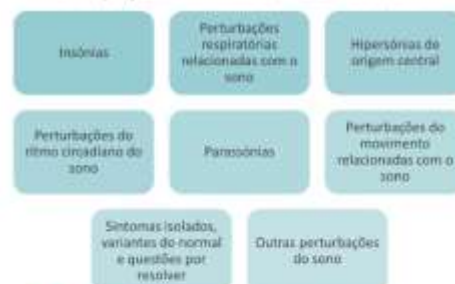 Insónias
Perturbações
respiratórias
relacionadas com o
sono
Hipersónias de
origem central
Perturbações do
ritmo circadiano do
sono
Parassónias
Perturbações do
movimento
relacionadas com o
sono
Sintomas isolados,
variantes do normal
e questões por
resolver
Outras perturbações
do sono